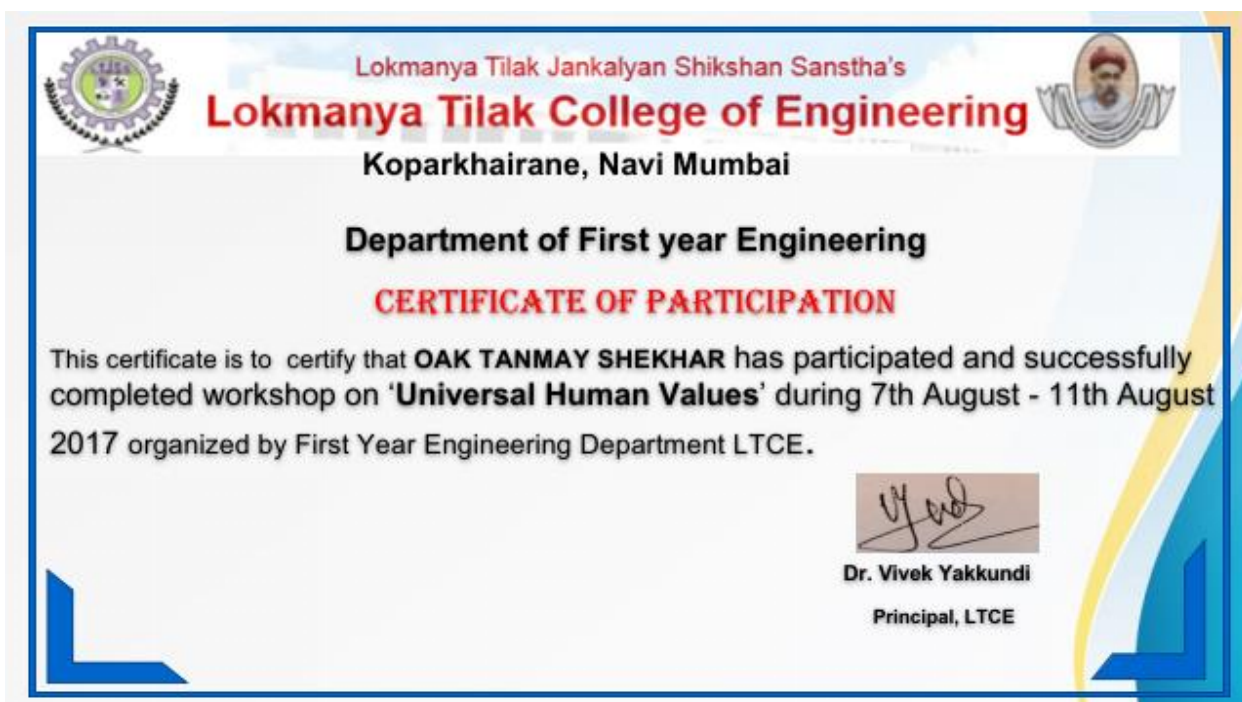 Lokmanya Tilak Jankalyan Shikshan Sanstha's
Lokmanya Tilak College of Engineering
Koparkhairane, Navi Mumbai
Department of First year Engineering
CERTIFICATE OF PARTICIPATION
This certificate is to certify that OAK TANMAY SHEKHAR has participated and successfully
completed workshop on ‘Universal Human Values’ during 7th August - 11th August
2017 organized by First Year Engineering Department LTCE.
Dr. Vivek Yakkundi
Principal, LTCE